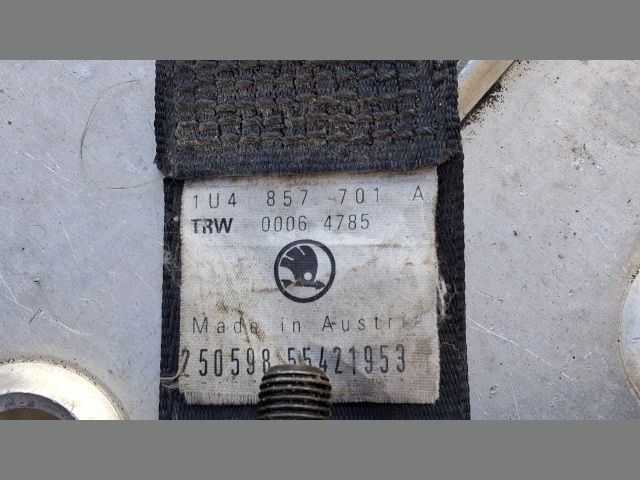 1U4 857 701 A
TRW 0006 4785
Made in Austria
250598 55421953